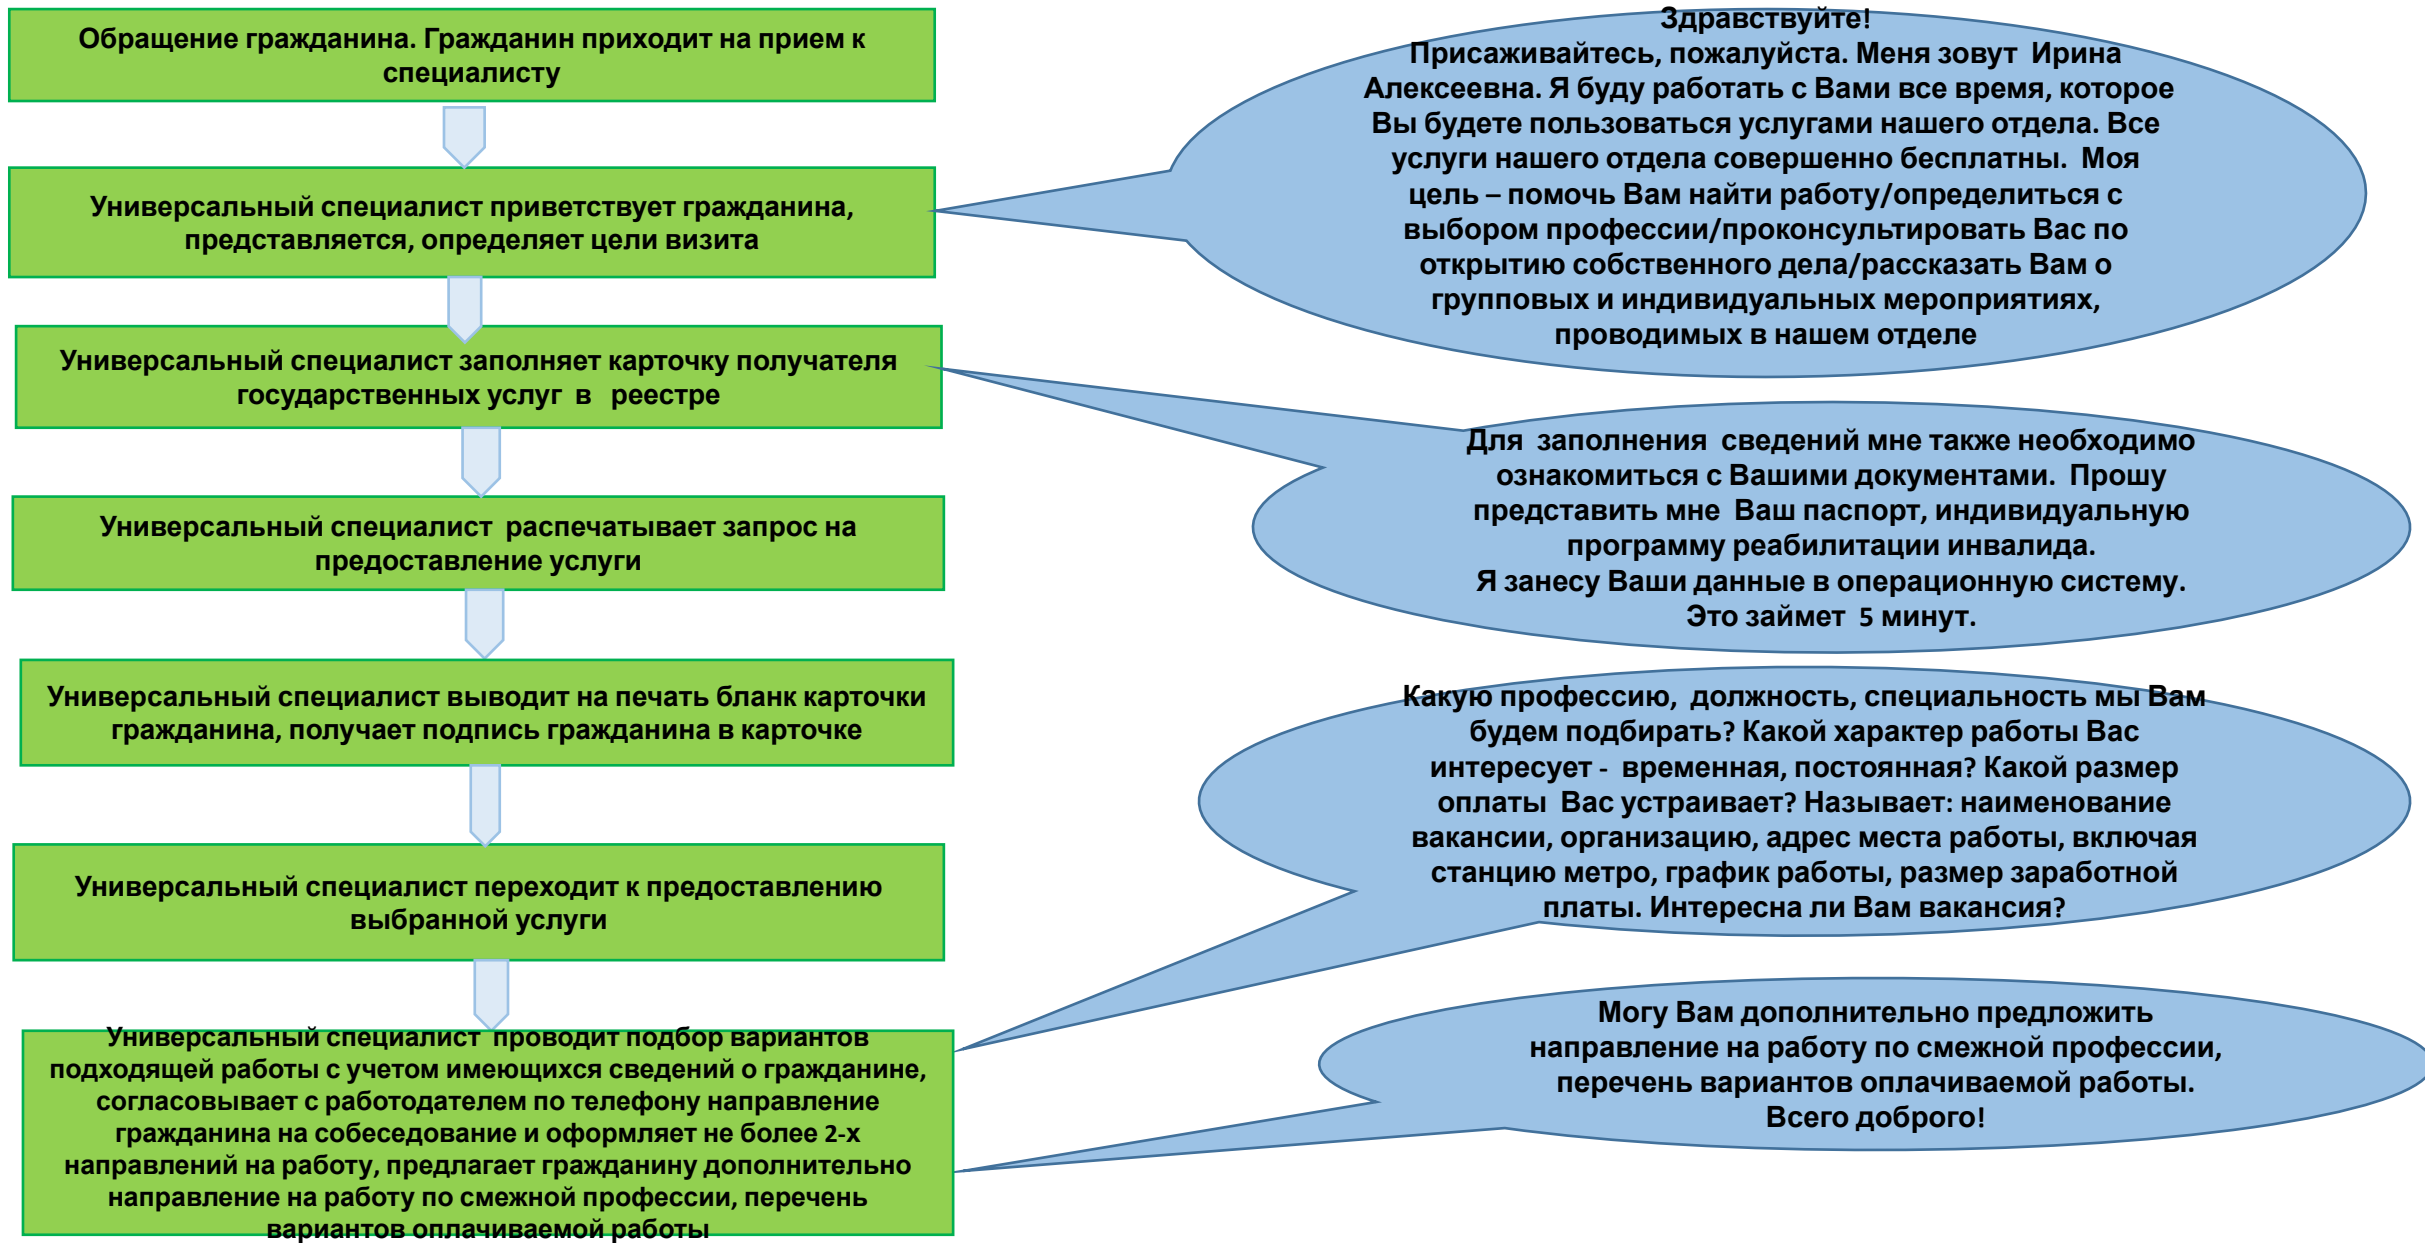 Обращение гражданина. Гражданин приходит на прием к
специалисту
Универсальный специалист приветствует гражданина,
представляется, определяет цели визита
Универсальный специалист заполняет карточку получателя
государственных услуг в реестре
Универсальный специалист распечатывает запрос на
предоставление услуги
Универсальный специалист выводит на печать бланк карточки
гражданина, получает подпись гражданина в карточке
Универсальный специалист переходит к предоставлению
выбранной услуги
Универсальный специалист проводит подбор вариантов
подходящей работы с учетом имеющихся сведений о гражданине,
согласовывает с работодателем по телефону направление
гражданина на собеседование и оформляет не более 2-х
направлений на работу, предлагает гражданину дополнительно
направление на работу по смежной профессии, перечень
вариантов оплачиваемой работы
Здравствуйте!
Присаживайтесь, пожалуйста. Меня зовут Ирина
Алексеевна. Я буду работать с Вами все время, которое
Вы будете пользоваться услугами нашего отдела. Все
услуги нашего отдела совершенно бесплатны. Моя
цель – помочь Вам найти работу/определиться с
выбором профессии/проконсультировать Вас по
открытию собственного дела/рассказать Вам о
групповых и индивидуальных мероприятиях,
проводимых в нашем отделе
Для заполнения сведений мне также необходимо
ознакомиться с Вашими документами. Прошу
представить мне Ваш паспорт, индивидуальную
программу реабилитации инвалида.
Я занесу Ваши данные в операционную систему.
Это займет 5 минут.
Какую профессию, должность, специальность мы Вам
будем подбирать? Какой характер работы Вас
интересует - временная, постоянная? Какой размер
оплаты Вас устраивает? Называет: наименование
вакансии, организацию, адрес места работы, включая
станцию метро, график работы, размер заработной
платы. Интересна ли Вам вакансия?
Могу Вам дополнительно предложить
направление на работу по смежной профессии,
перечень вариантов оплачиваемой работы.
Всего доброго!